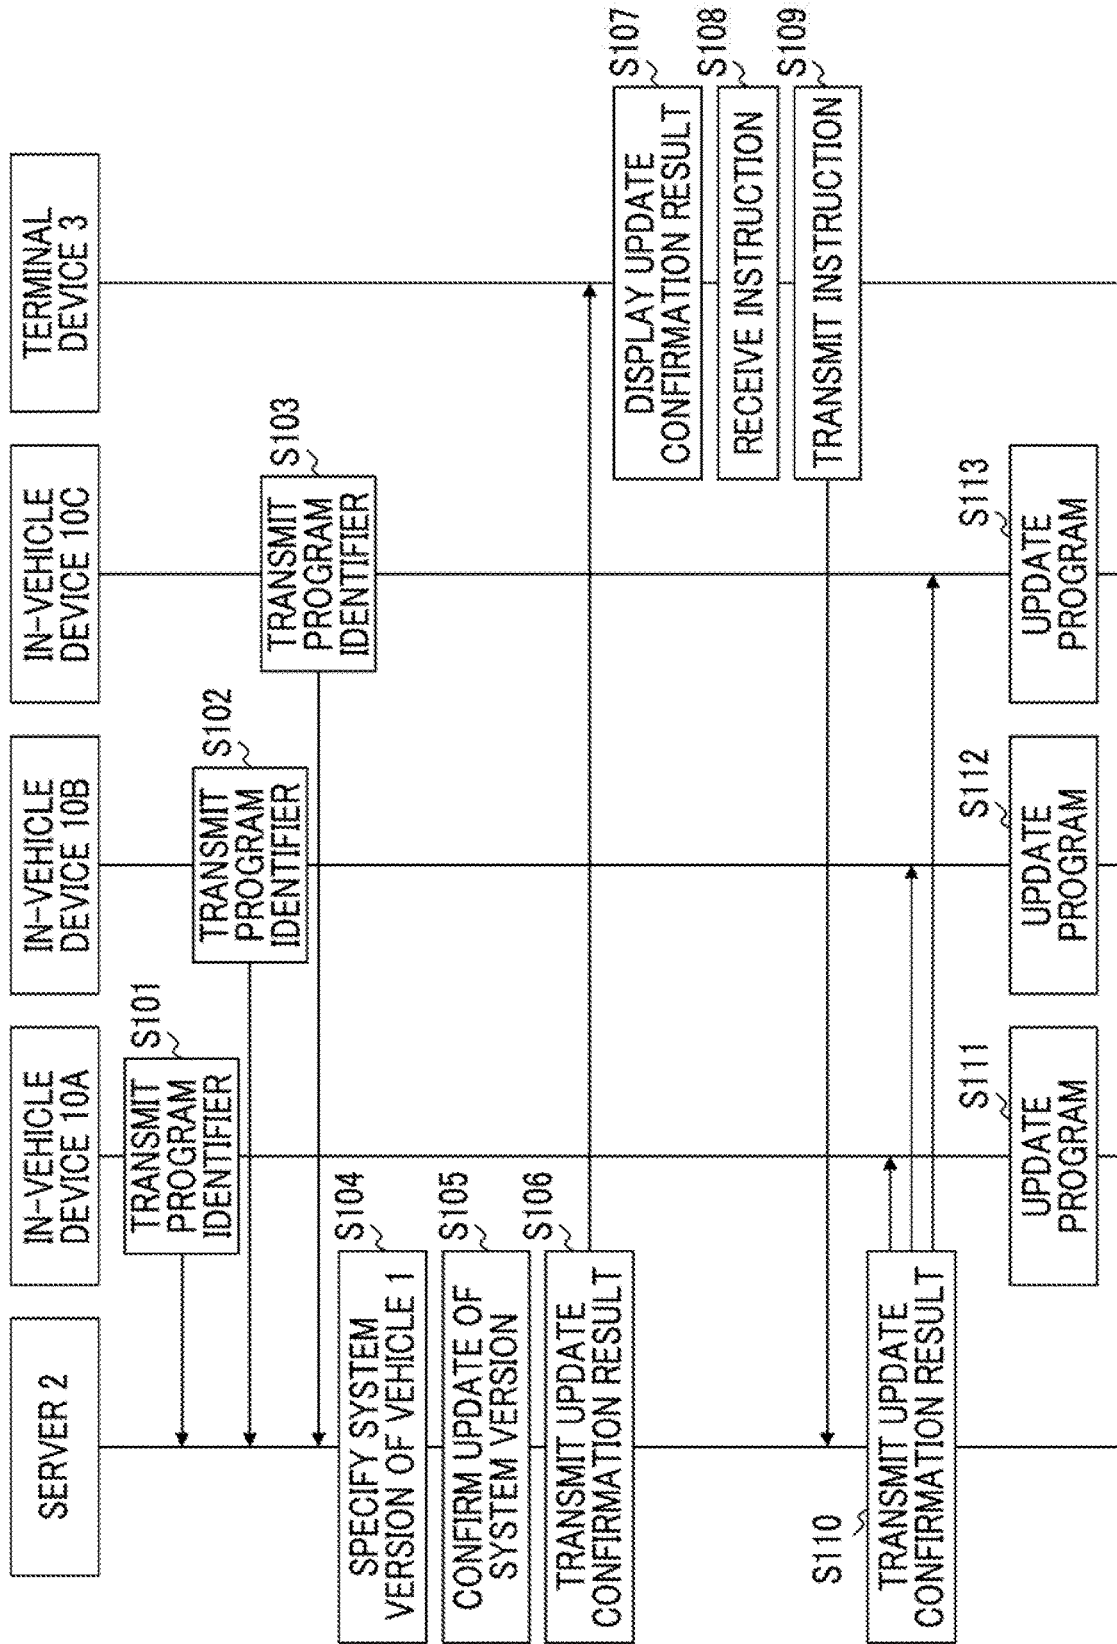 SERVER 2
IN-VEHICLE
DEVICE 10A
IN-VEHICLE
DEVICE 10B
IN-VEHICLE
DEVICE 10C
TERMINAL
DEVICE 3
S101
TRANSMIT
PROGRAM
IDENTIFIER
S102
TRANSMIT
PROGRAM
IDENTIFIER
S103
TRANSMIT
PROGRAM
IDENTIFIER
S104
SPECIFY SYSTEM
VERSION OF VEHICLE 1
S105
CONFIRM UPDATE OF
SYSTEM VERSION
S106
TRANSMIT UPDATE
CONFIRMATION RESULT
S107
DISPLAY UPDATE
CONFIRMATION RESULT
S108
RECEIVE INSTRUCTION
S109
TRANSMIT INSTRUCTION
S110
TRANSMIT UPDATE
CONFIRMATION RESULT
S111
UPDATE
PROGRAM
S112
UPDATE
PROGRAM
S113
UPDATE
PROGRAM